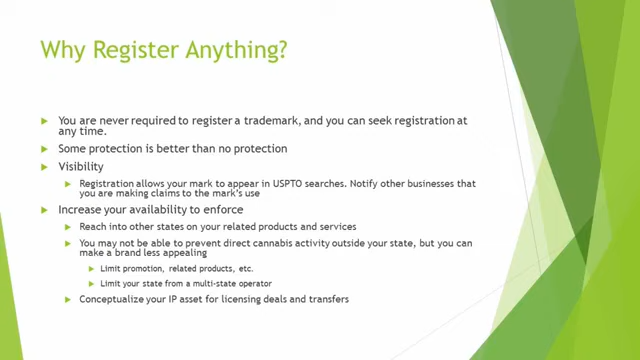 Why Register Anything?
You are never required to register a trademark, and you can seek registration at
any time.
Some protection is better than no protection
Visibility
Registration allows your mark to appear in USPTO searches. Notify other businesses that
you are making claims to the mark's use
Increase your availability to enforce
Reach into other states on your related products and services
You may not be able to prevent direct cannabis activity outside your state, but you can
make a brand less appealing
Limit promotion, related products, etc.
Limit your state from a multi-state operator
Conceptualize your IP asset for licensing deals and transfers